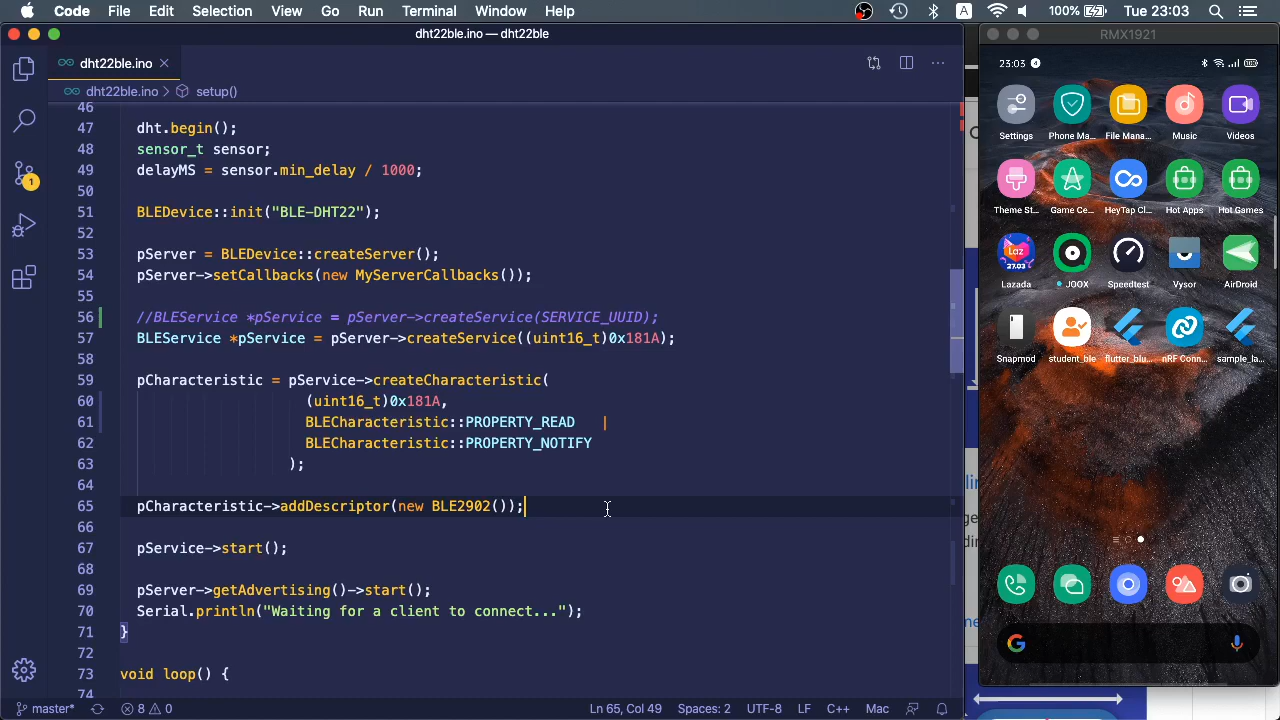 Code File Edit Selection View Go Run Terminal Window Help A 100% Tue 23:03
dht22ble.ino — dht22ble
dht22ble.ino
dht22ble.ino > setup()
46
47 dht.begin();
48 sensor_t sensor;
49 delayMS = sensor.min_delay / 1000;
50
51 BLEDevice::init("BLE-DHT22");
52
53 pServer = BLEDevice::createServer();
54 pServer->setCallbacks(new MyServerCallbacks());
55
56 //BLEService *pService = pServer->createService(SERVICE_UUID);
57 BLEService *pService = pServer->createService((uint16_t)0x181A);
58
59 pCharacteristic = pService->createCharacteristic(
60 (uint16_t)0x181A,
61 BLECharacteristic::PROPERTY_READ |
62 BLECharacteristic::PROPERTY_NOTIFY
63 );
64
65 pCharacteristic->addDescriptor(new BLE2902());
66
67 pService->start();
68
69 pServer->getAdvertising()->start();
70 Serial.println("Waiting for a client to connect...");
71 }
72
73 void loop() {
74
1
master* 8 0 Ln 65, Col 49 Spaces: 2 UTF-8 LF C++ Mac
RMX1921
23:03
Settings Phone Ma... File Mana... Music Videos
Theme St... Game Ce... HeyTap Cl... Hot Apps Hot Games
Laz
27.03
Lazada JOOX Speedtest Vysor AirDroid
Snapmod student_ble flutter_blu... nRF Conn... sample_la...
G